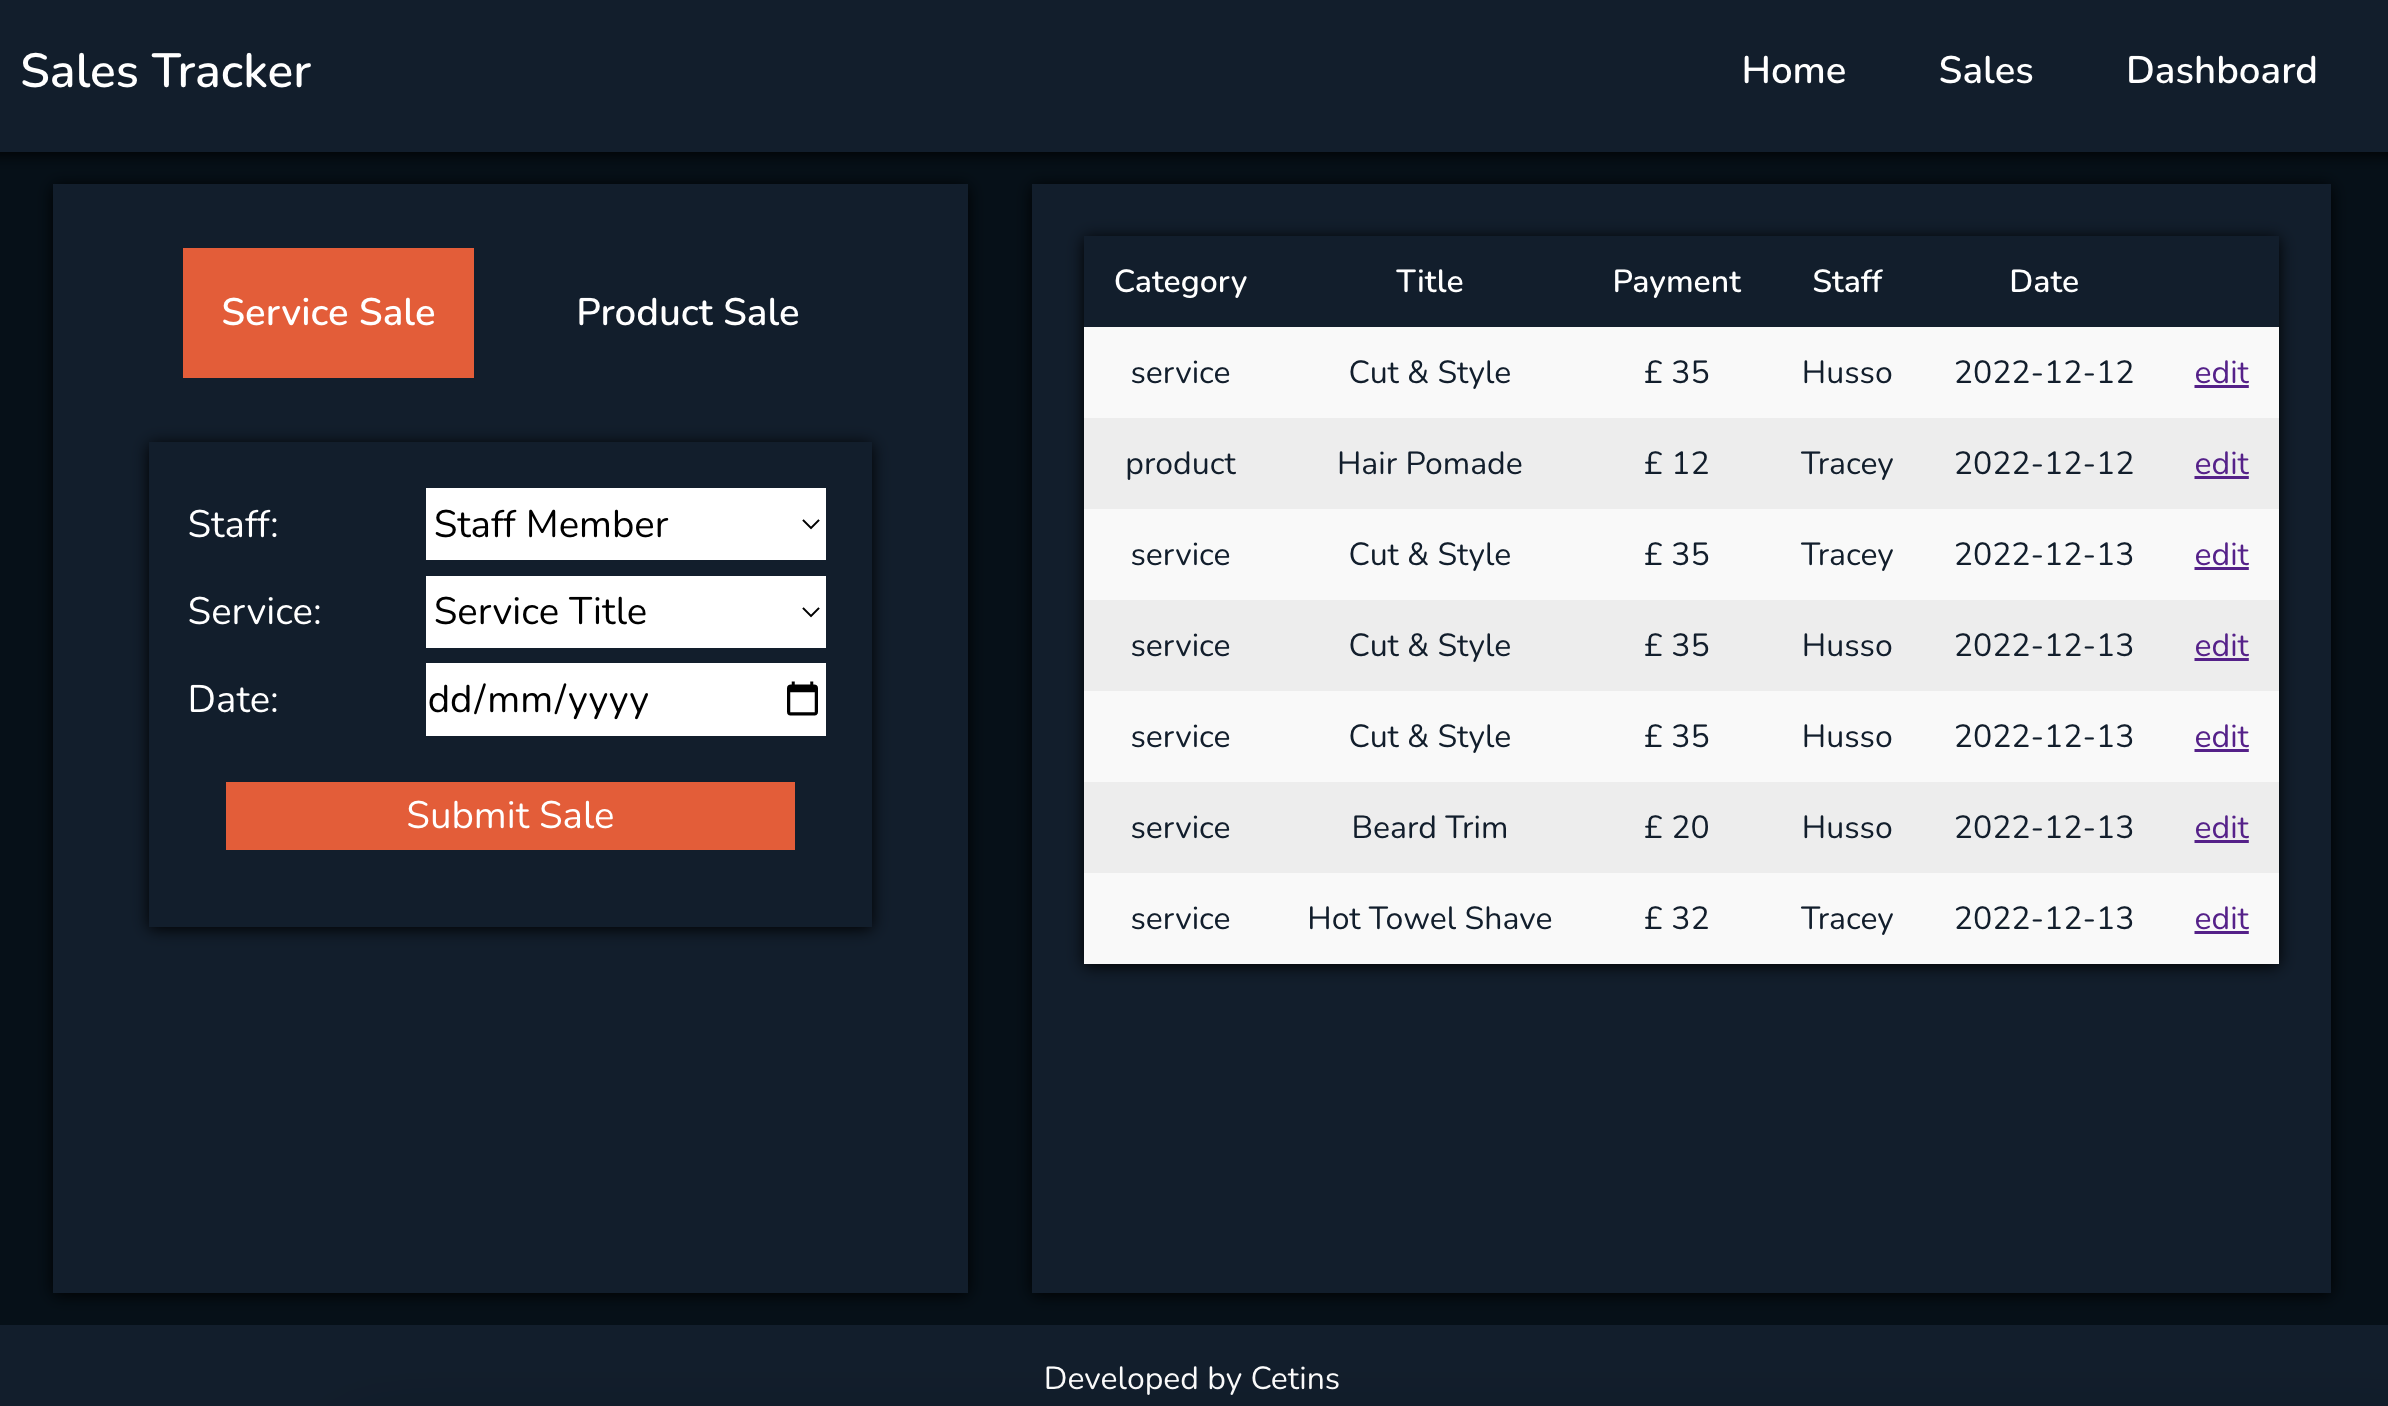 Sales Tracker
Home Sales Dashboard
Service Sale Product Sale
Staff: Staff Member
Service: Service Title
Date: dd/mm/yyyy
Submit Sale
Category Title Payment Staff Date
service Cut & Style £ 35 Husso 2022-12-12 edit
product Hair Pomade £ 12 Tracey 2022-12-12 edit
service Cut & Style £ 35 Tracey 2022-12-13 edit
service Cut & Style £ 35 Husso 2022-12-13 edit
service Cut & Style £ 35 Husso 2022-12-13 edit
service Beard Trim £ 20 Husso 2022-12-13 edit
service Hot Towel Shave £ 32 Tracey 2022-12-13 edit
Developed by Cetins